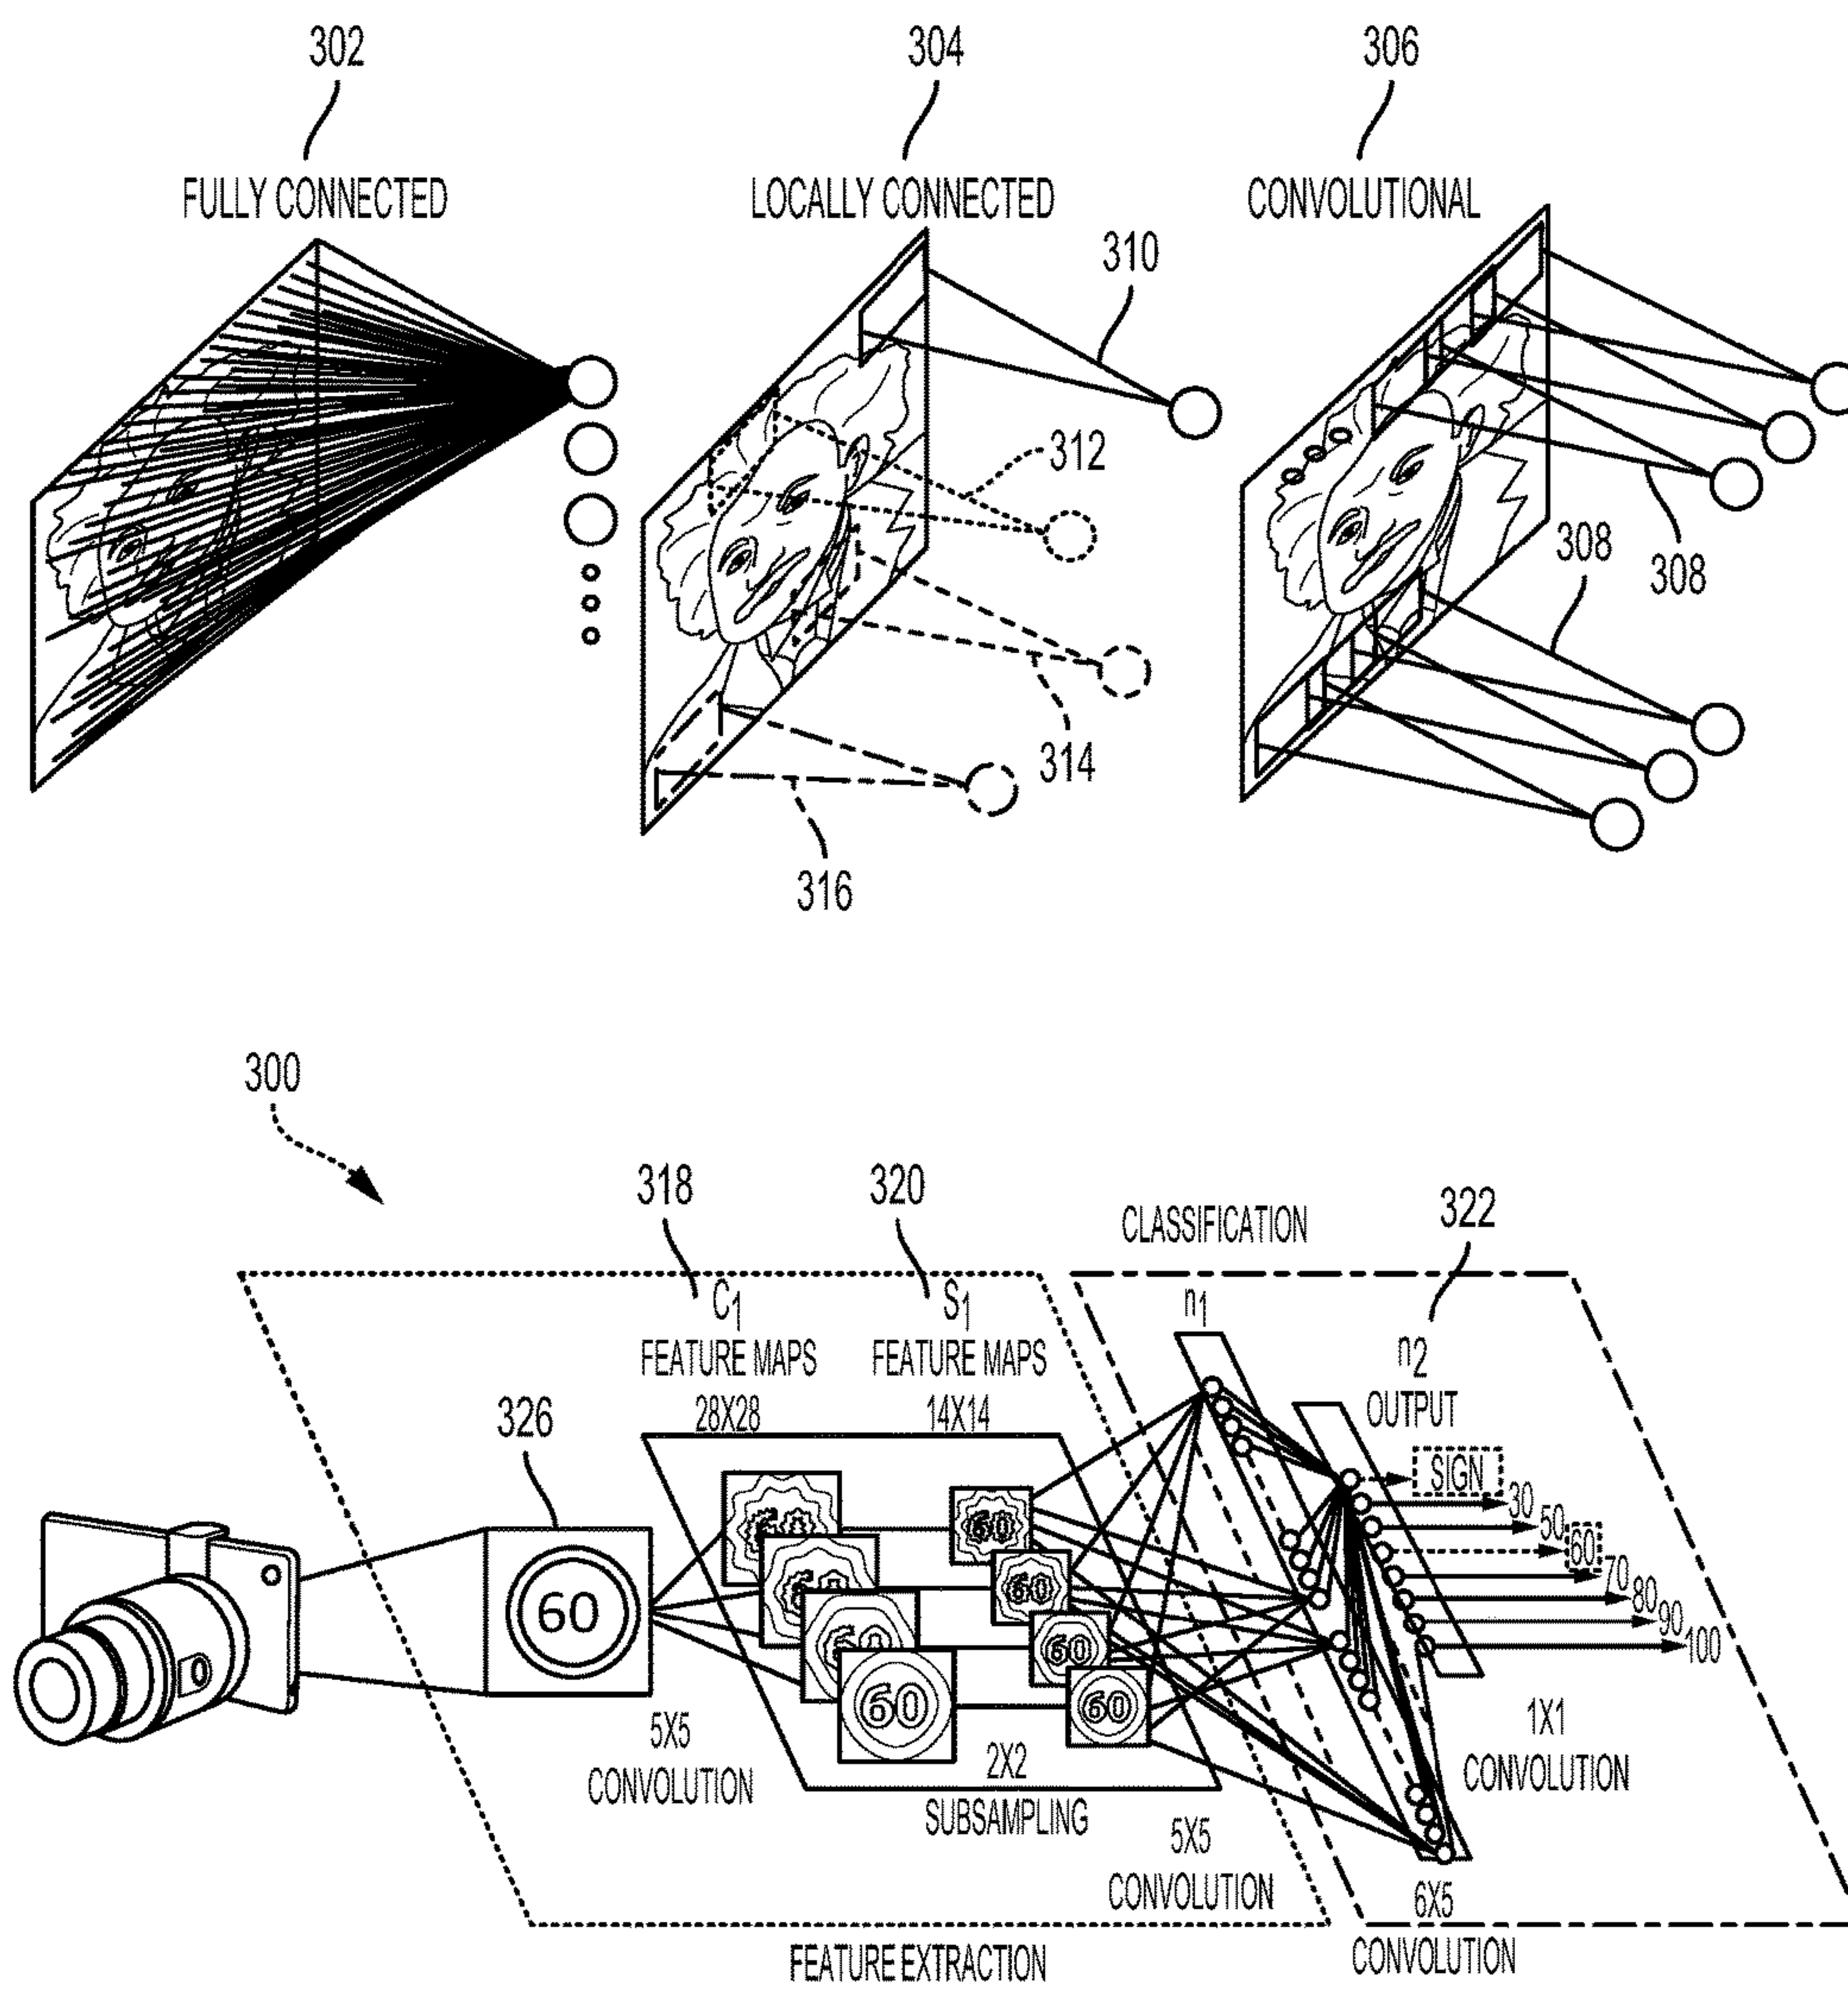 302
304
306
FULLY CONNECTED
LOCALLY CONNECTED
CONVOLUTIONAL
310
312
308
308
314
316
300
318
320
CLASSIFICATION
322
C1
S1
n1
FEATURE MAPS
FEATURE MAPS
n2
28X28
14X14
OUTPUT
326
SIGN
30
50
60
70
80
90
100
60
60
60
60
60
60
60
60
60
5X5
CONVOLUTION
2X2
SUBSAMPLING
5X5
CONVOLUTION
1X1
CONVOLUTION
6X5
CONVOLUTION
FEATURE EXTRACTION